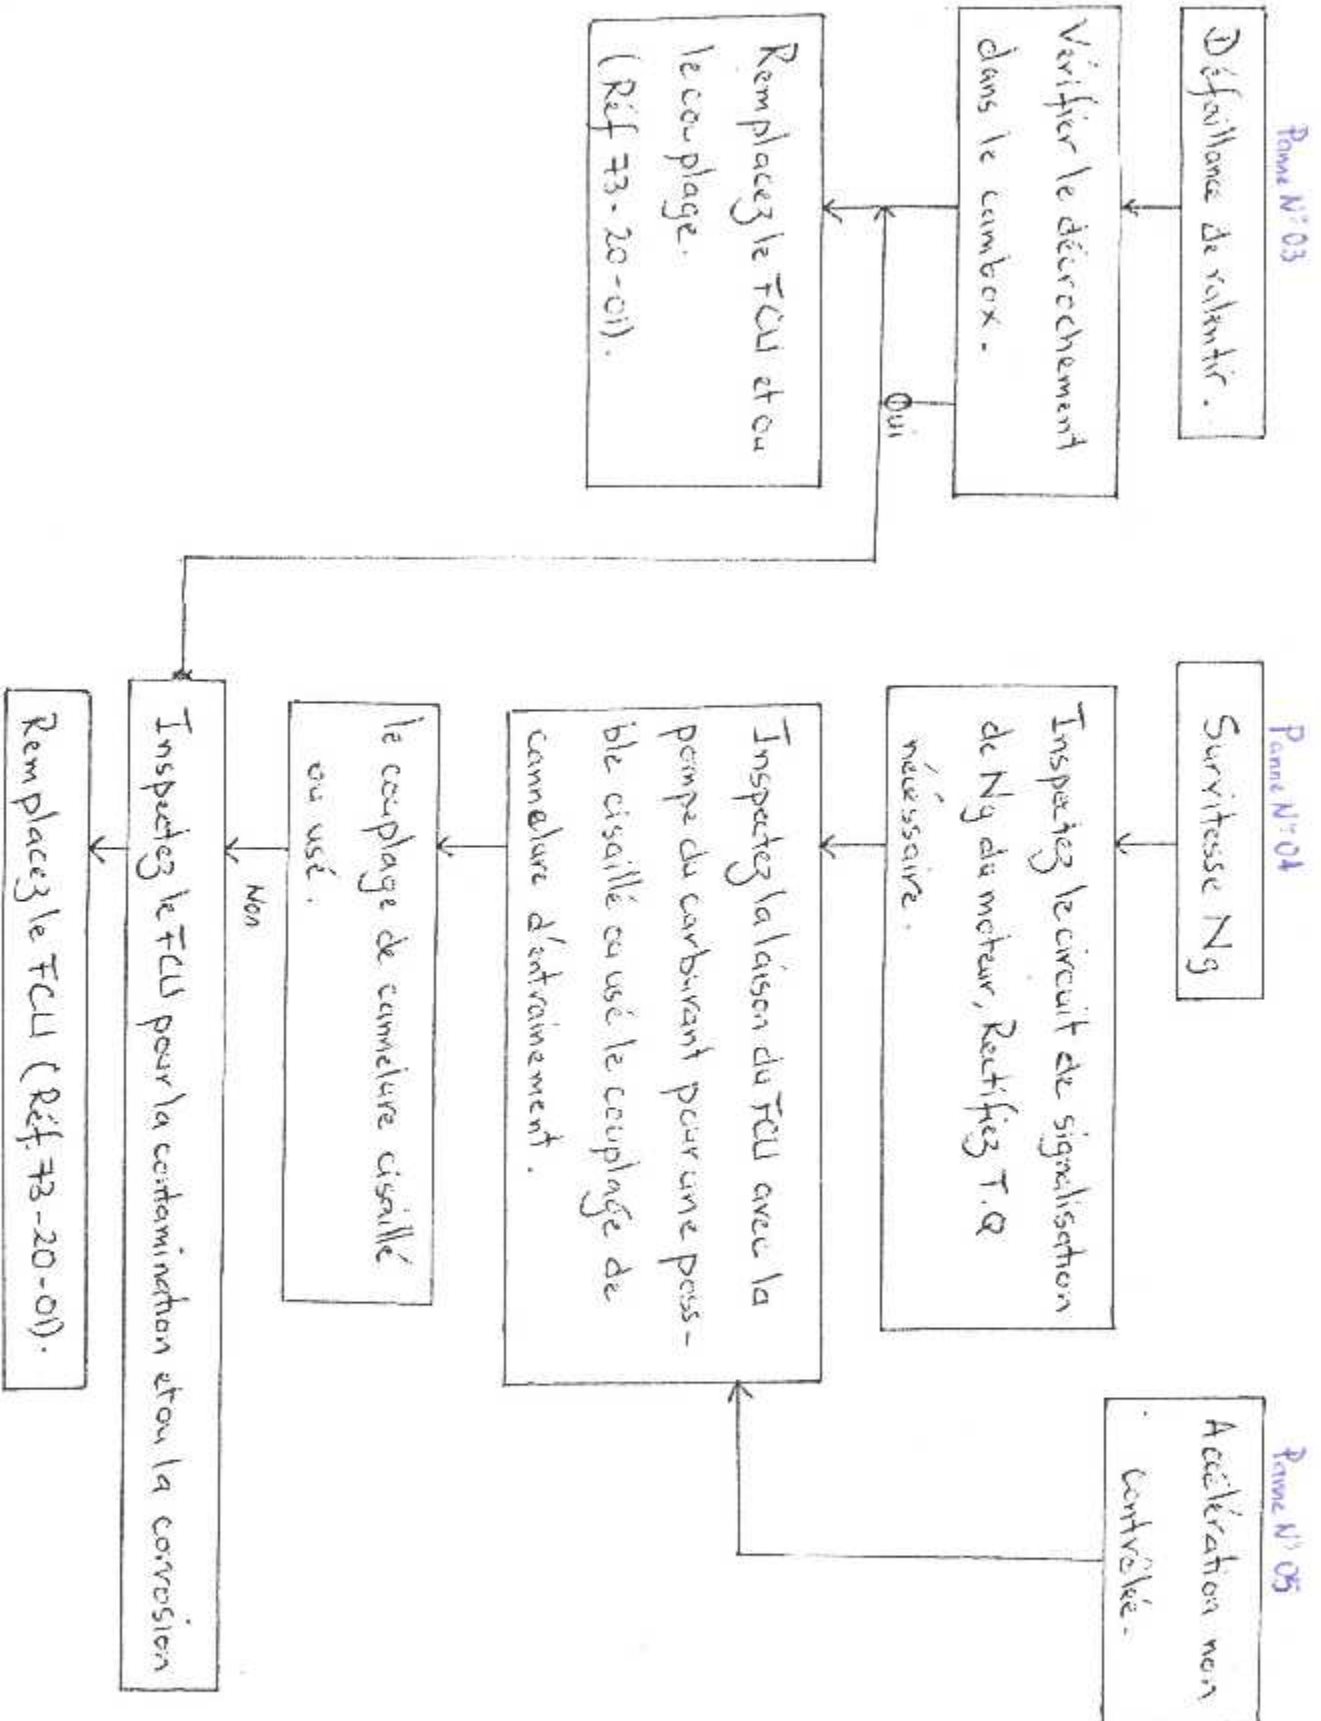 Panne N°03
Défaillance de ralentir.
Vérifier le décrochement
dans le cambox.
Oui
Remplacez le FCU et ou
le couplage.
(Réf 73-20-01).
Panne N°04
Survitesse Ng
Inspectez le circuit de signalisation
de Ng du moteur, Rectifiez T.Q
nécéssaire.
Inspectez la laison du FCU avec la
pompe du carburant pour une poss-
ble cisaillé ou usé le couplage de
cannelure d'entrainement.
le couplage de cannelure cisaillé
ou usé.
Non
Inspectez le FCU pour la contamination et ou la corrosion
Remplacez le FCU (Réf. 73-20-01).
Panne N°05
Accélération non
contrôlée.